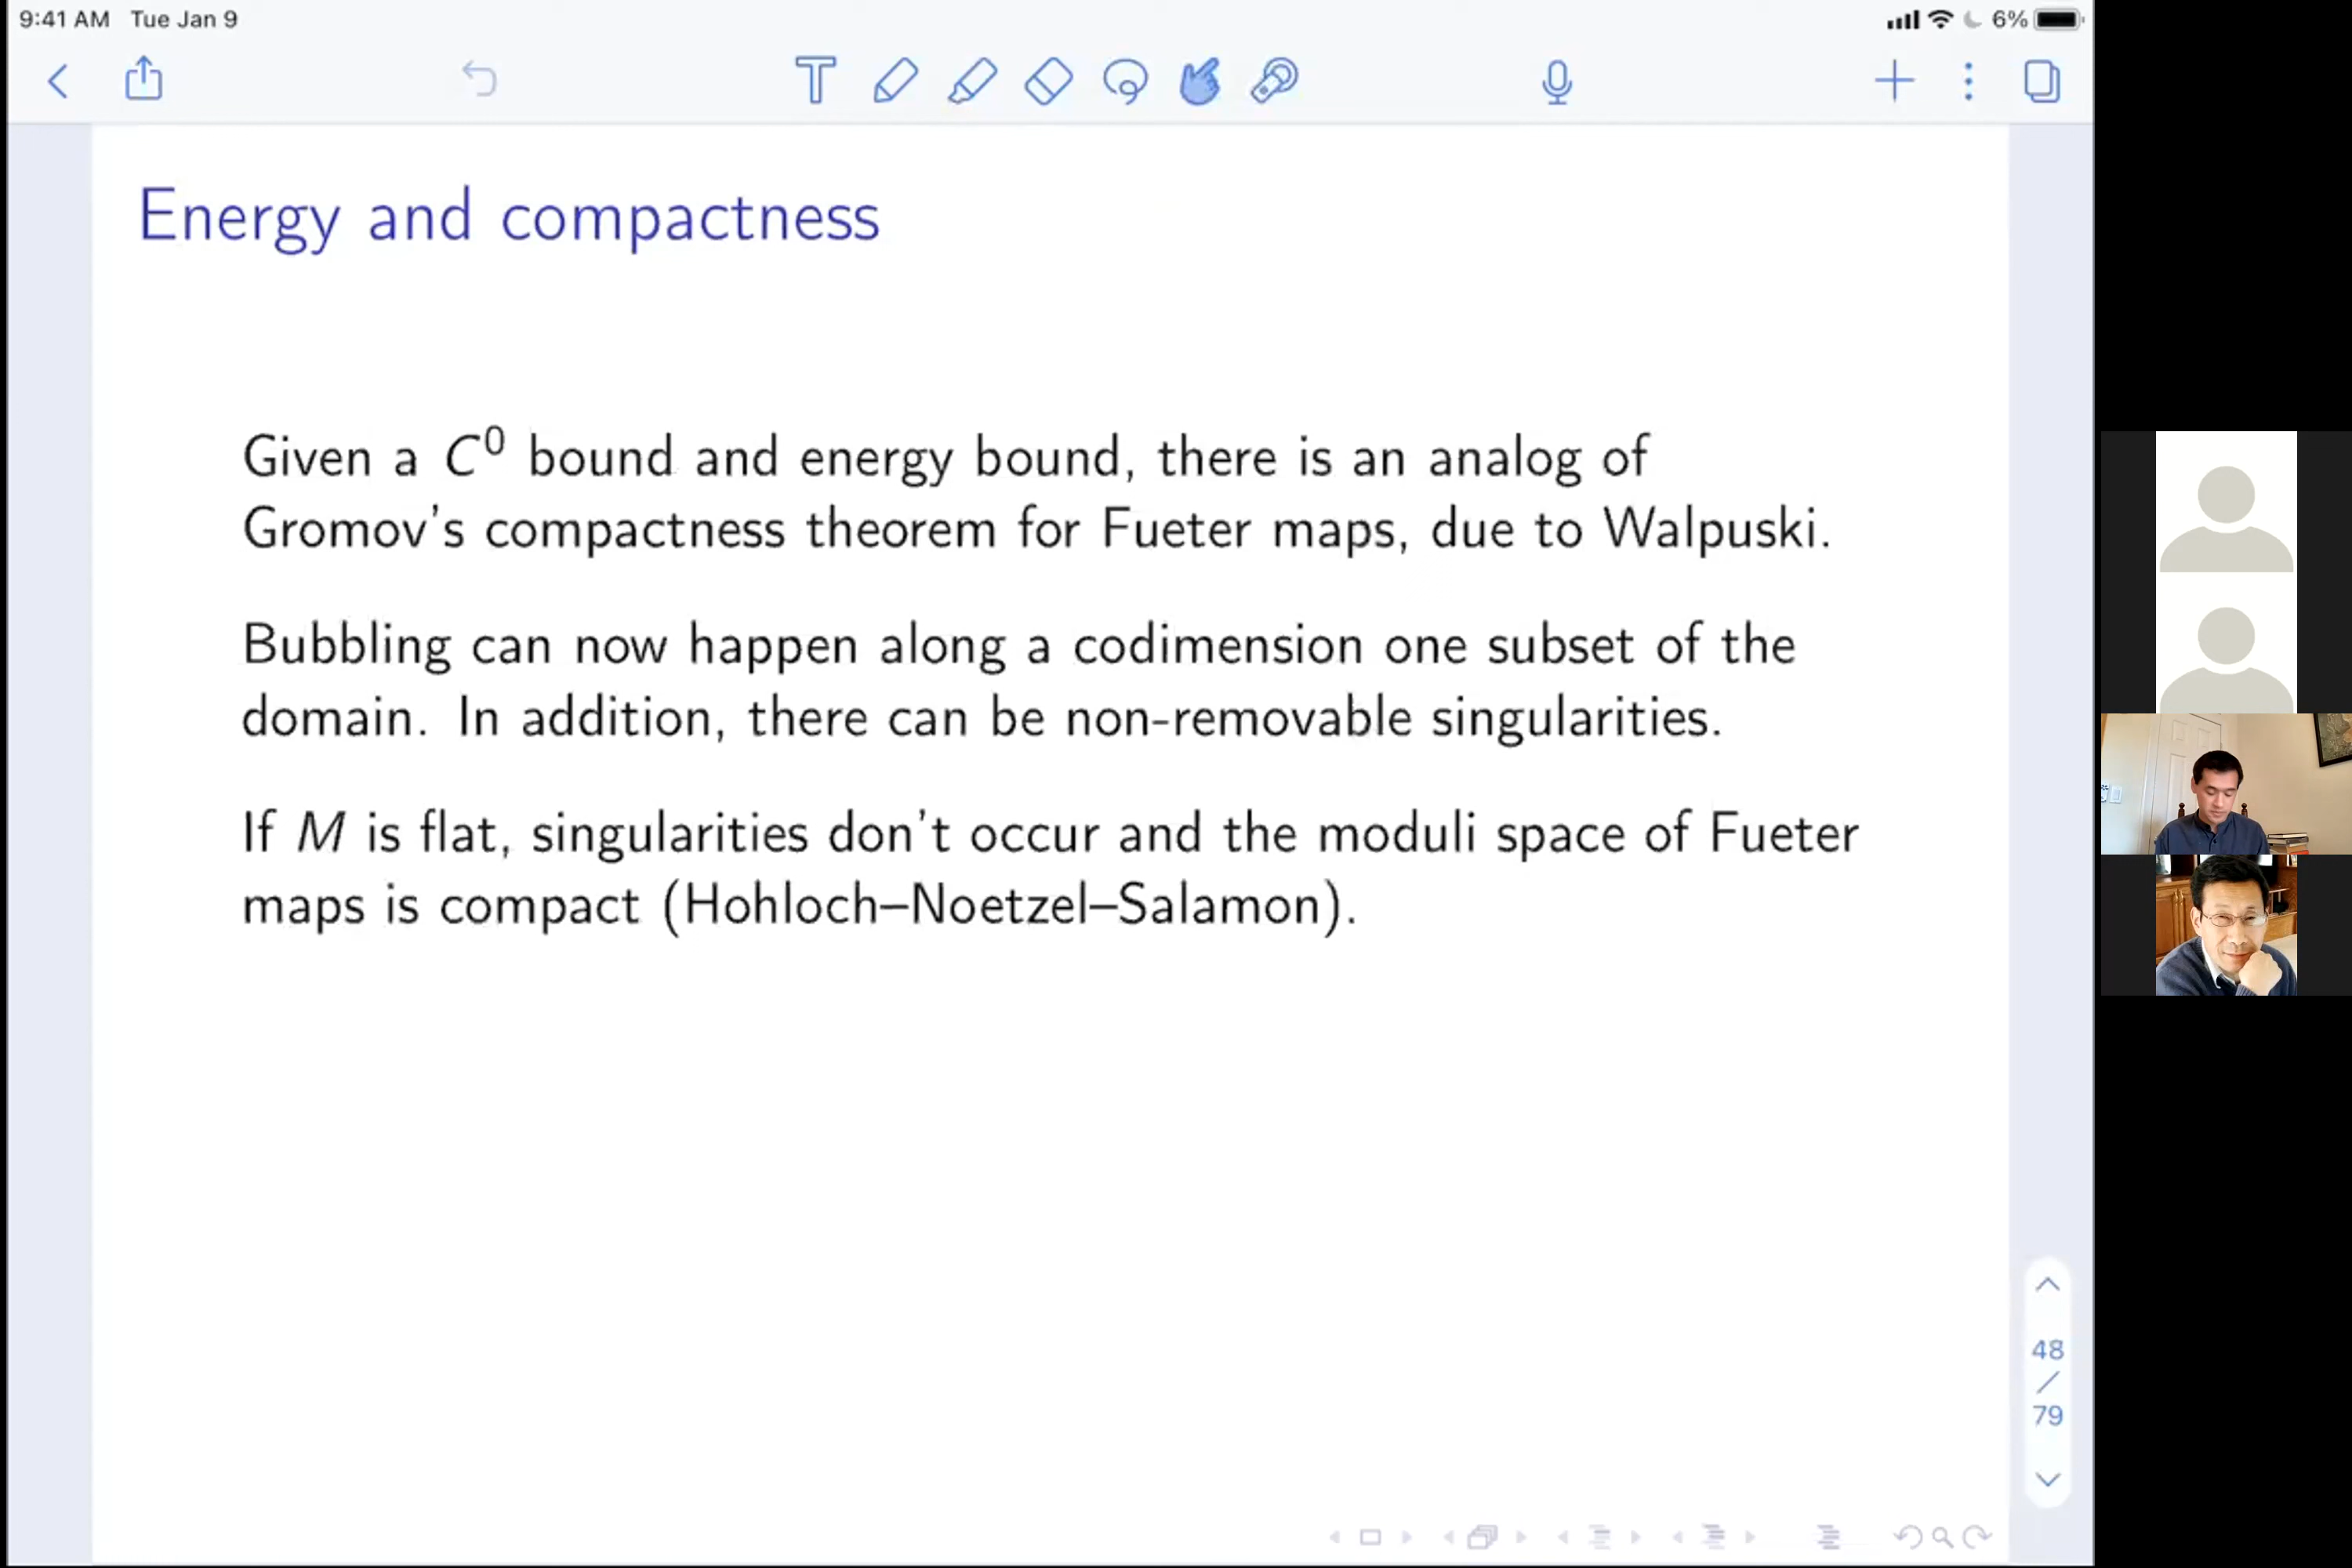 9:41 AM Tue Jan 9
6%
Energy and compactness
Given a C⁰ bound and energy bound, there is an analog of
Gromov's compactness theorem for Fueter maps, due to Walpuski.
Bubbling can now happen along a codimension one subset of the
domain. In addition, there can be non-removable singularities.
If M is flat, singularities don't occur and the moduli space of Fueter
maps is compact (Hohloch–Noetzel–Salamon).
48
/
79